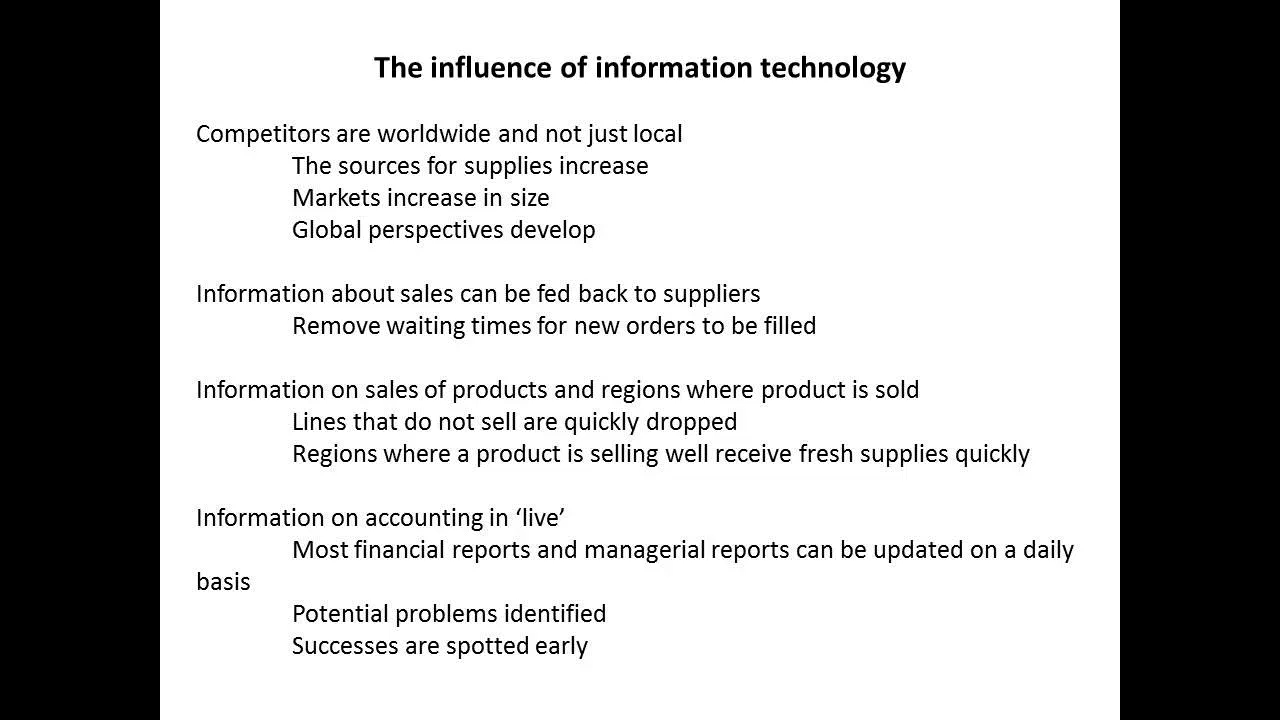 The influence of information technology
Competitors are worldwide and not just local
The sources for supplies increase
Markets increase in size
Global perspectives develop
Information about sales can be fed back to suppliers
Remove waiting times for new orders to be filled
Information on sales of products and regions where product is sold
Lines that do not sell are quickly dropped
Regions where a product is selling well receive fresh supplies quickly
Information on accounting in ‘live’
Most financial reports and managerial reports can be updated on a daily
basis
Potential problems identified
Successes are spotted early